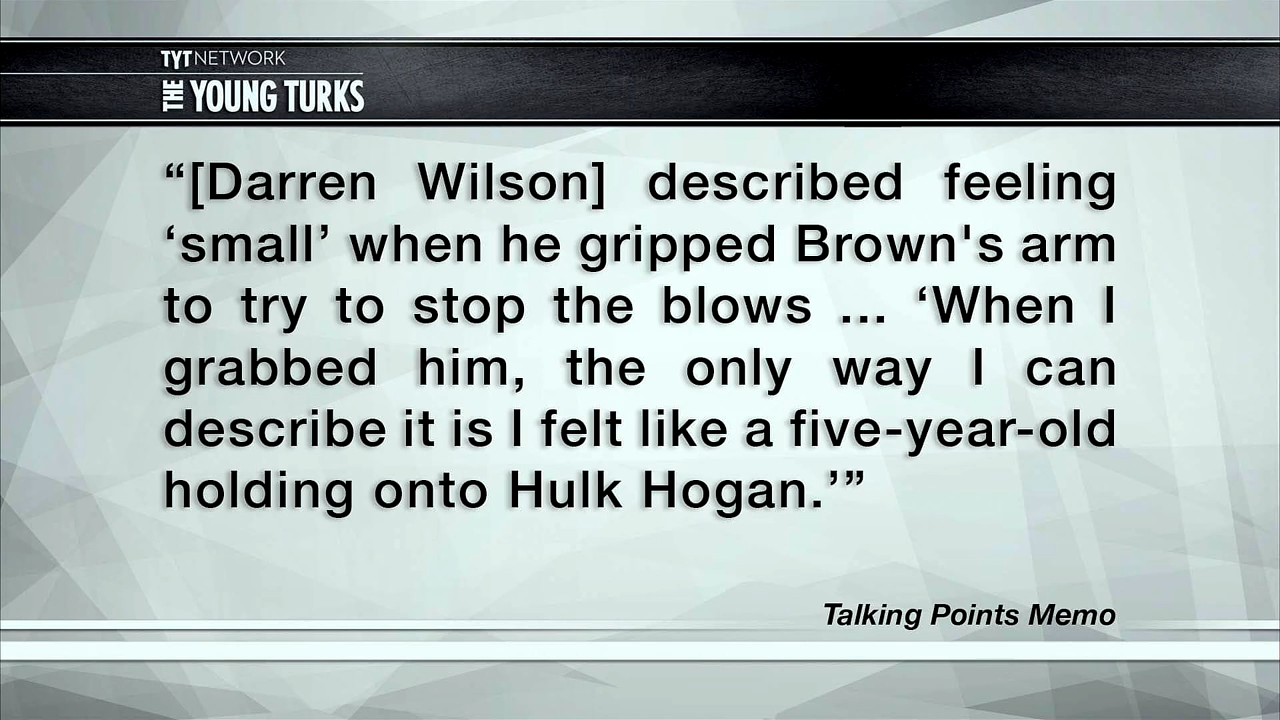 TYT NETWORK
THE YOUNG TURKS
“[Darren Wilson] described feeling
‘small’ when he gripped Brown's arm
to try to stop the blows ... ‘When I
grabbed him, the only way I can
describe it is I felt like a five-year-old
holding onto Hulk Hogan.’”
Talking Points Memo